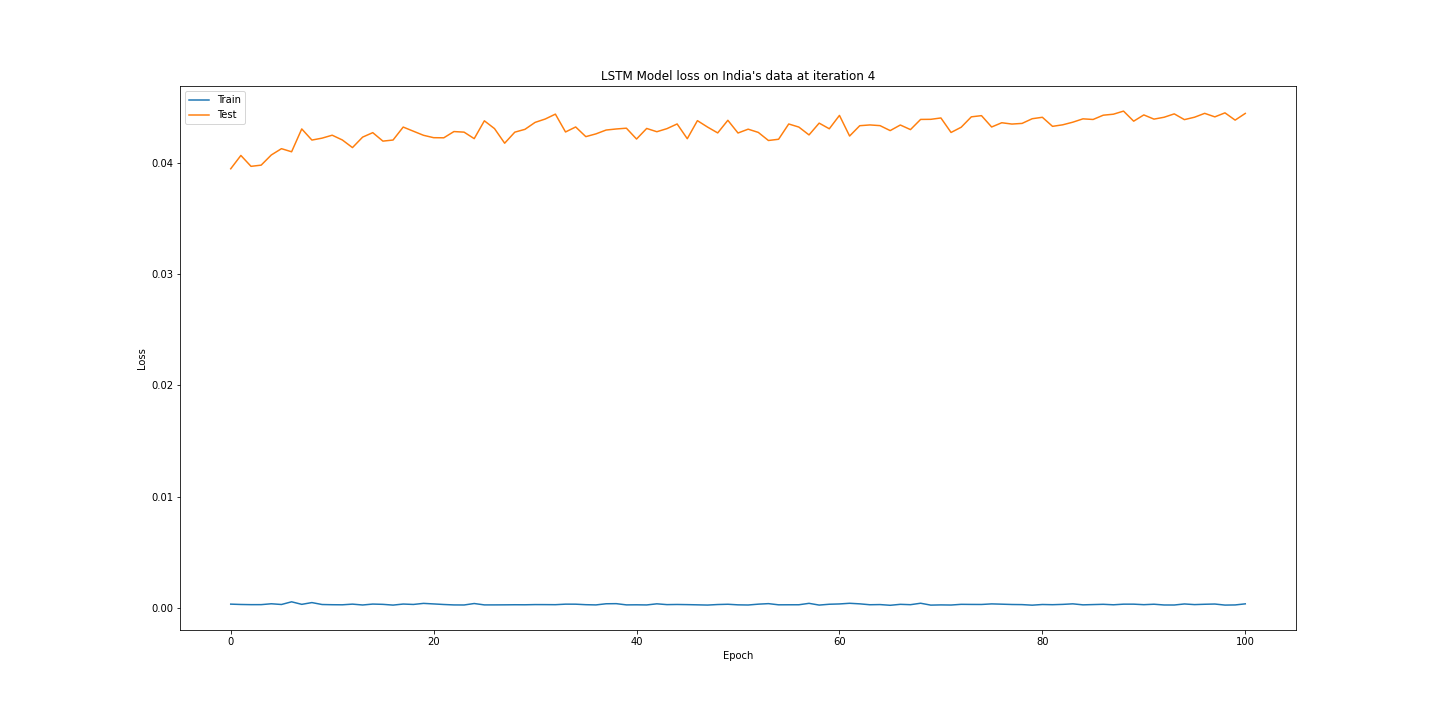 LSTM Model loss on India's data at iteration 4
Train
Test
0.04
0.03
0.02
0.01
0.00
Loss
0 20 40 60 80 100
Epoch